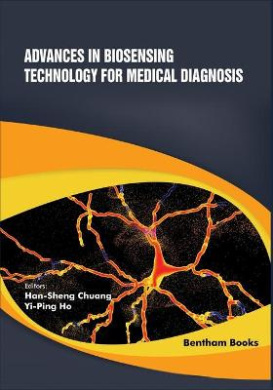 ADVANCES IN BIOSENSING
TECHNOLOGY FOR MEDICAL DIAGNOSIS
Editors:
Han-Sheng Chuang
Yi-Ping Ho
Bentham Books